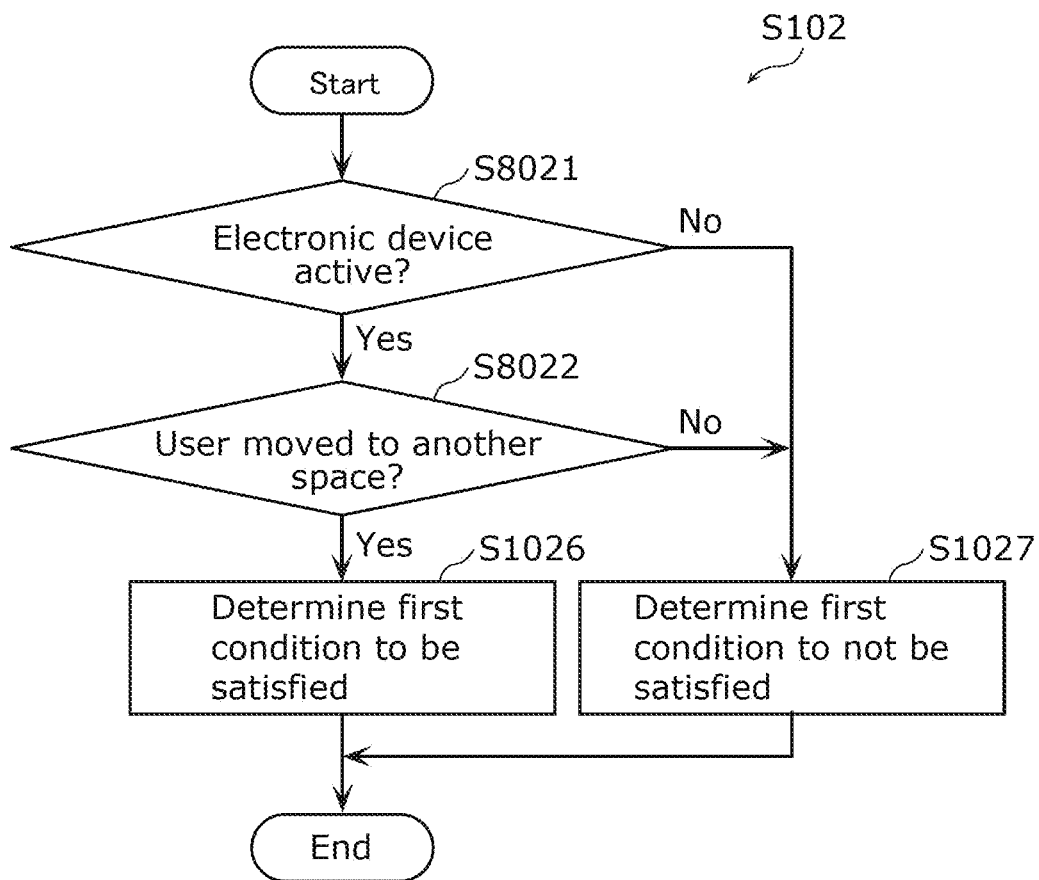 S102
Start
S8021
Electronic device
active?
No
Yes
S8022
User moved to another
space?
No
Yes
S1026
Determine first
condition to be
satisfied
S1027
Determine first
condition to not be
satisfied
End